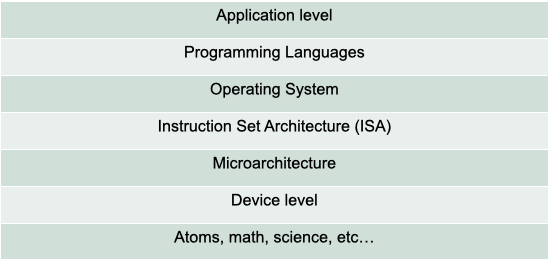 Application level
Programming Languages
Operating System
Instruction Set Architecture (ISA)
Microarchitecture
Device level
Atoms, math, science, etc…